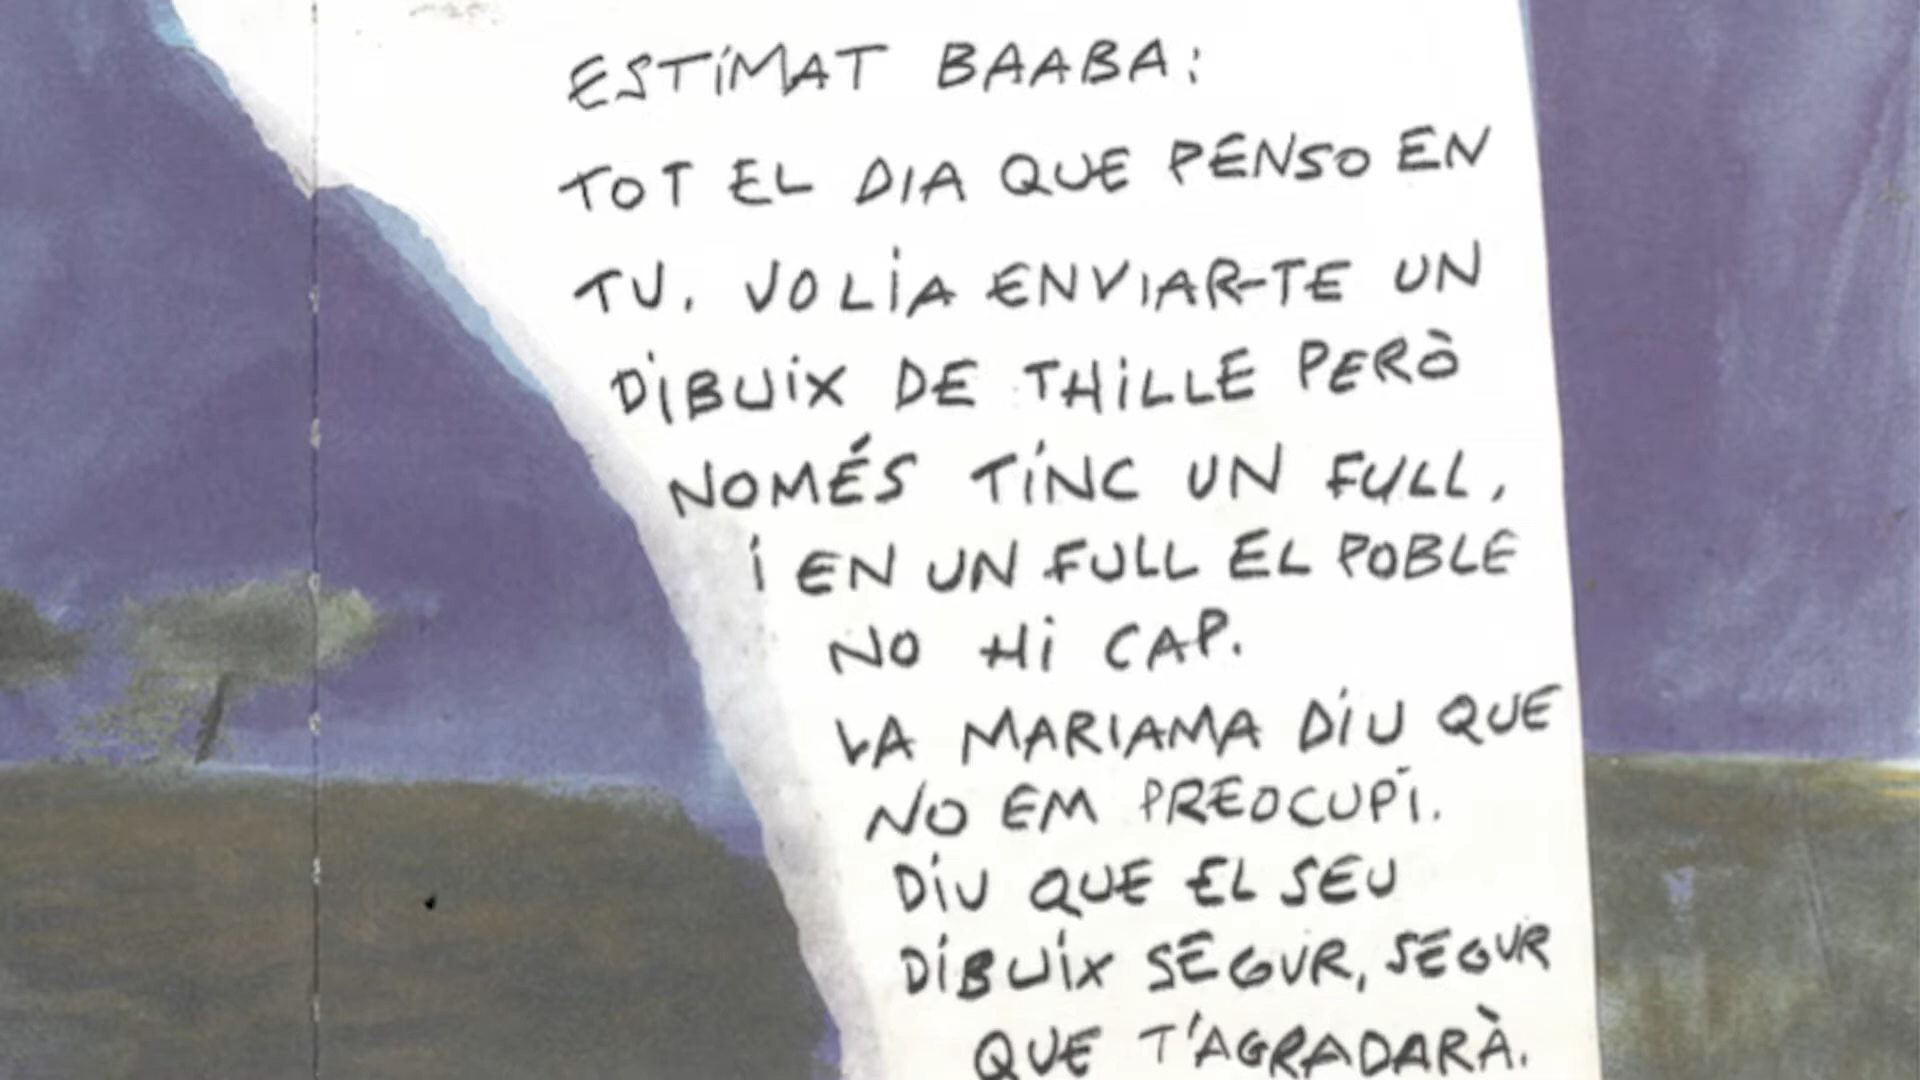 ESTIMAT BAABA:
TOT EL DIA QUE PENSO EN
TU. VOLIA ENVIAR-TE UN
DIBUIX DE THILLE PERÒ
NOMÉS TINC UN FULL,
I EN UN FULL EL POBLE
NO HI CAP.
LA MARIAMA DIU QUE
NO EM PREOCUPI.
DIU QUE EL SEU
DIBUIX SEGUR, SEGUR
QUE T'AGRADARÀ.